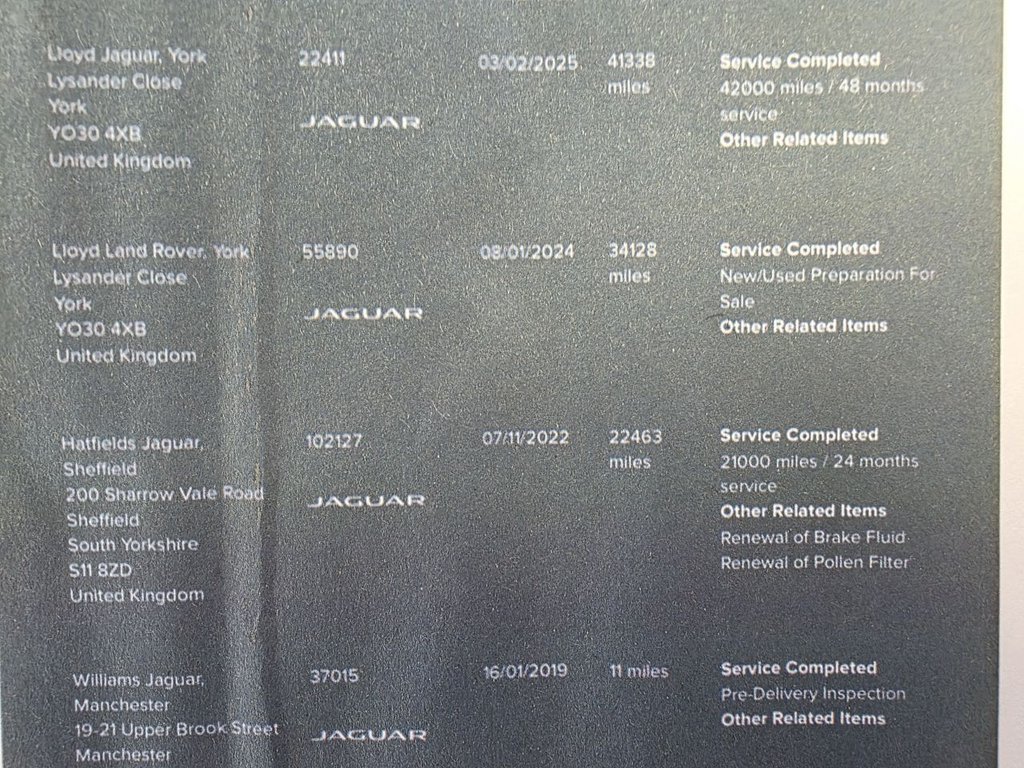 Lloyd Jaguar, York 22411 03/02/2025 41338 Service Completed
Lysander Close miles 42000 miles / 48 months
York service
JAGUAR
YO30 4XB Other Related Items
United Kingdom
Lloyd Land Rover, York 55890 08/01/2024 34128 Service Completed
Lysander Close miles New/Used Preparation For
York Sale
JAGUAR
YO30 4XB Other Related Items
United Kingdom
Hatfields Jaguar, 102127 07/11/2022 22463 Service Completed
Sheffield miles 21000 miles / 24 months
200 Sharrow Vale Road service
JAGUAR
Sheffield Other Related Items
South Yorkshire Renewal of Brake Fluid
S11 8ZD Renewal of Pollen Filter
United Kingdom
Williams Jaguar, 37015 16/01/2019 11 miles Service Completed
Manchester Pre-Delivery Inspection
19-21 Upper Brook Street Other Related Items
JAGUAR
Manchester